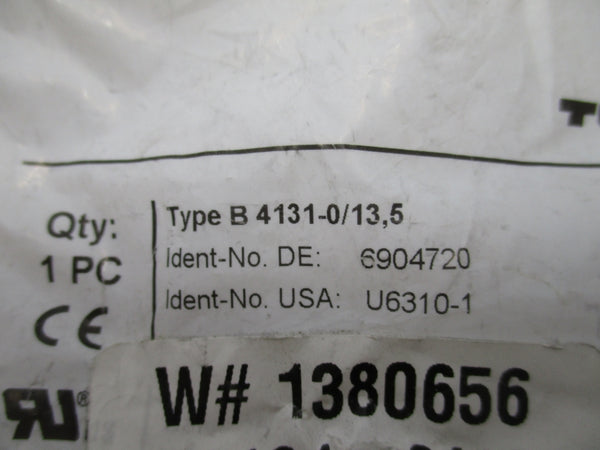 Qty:
1 PC
Type B 4131-0/13,5
Ident-No. DE: 6904720
Ident-No. USA: U6310-1
CE
W# 1380656